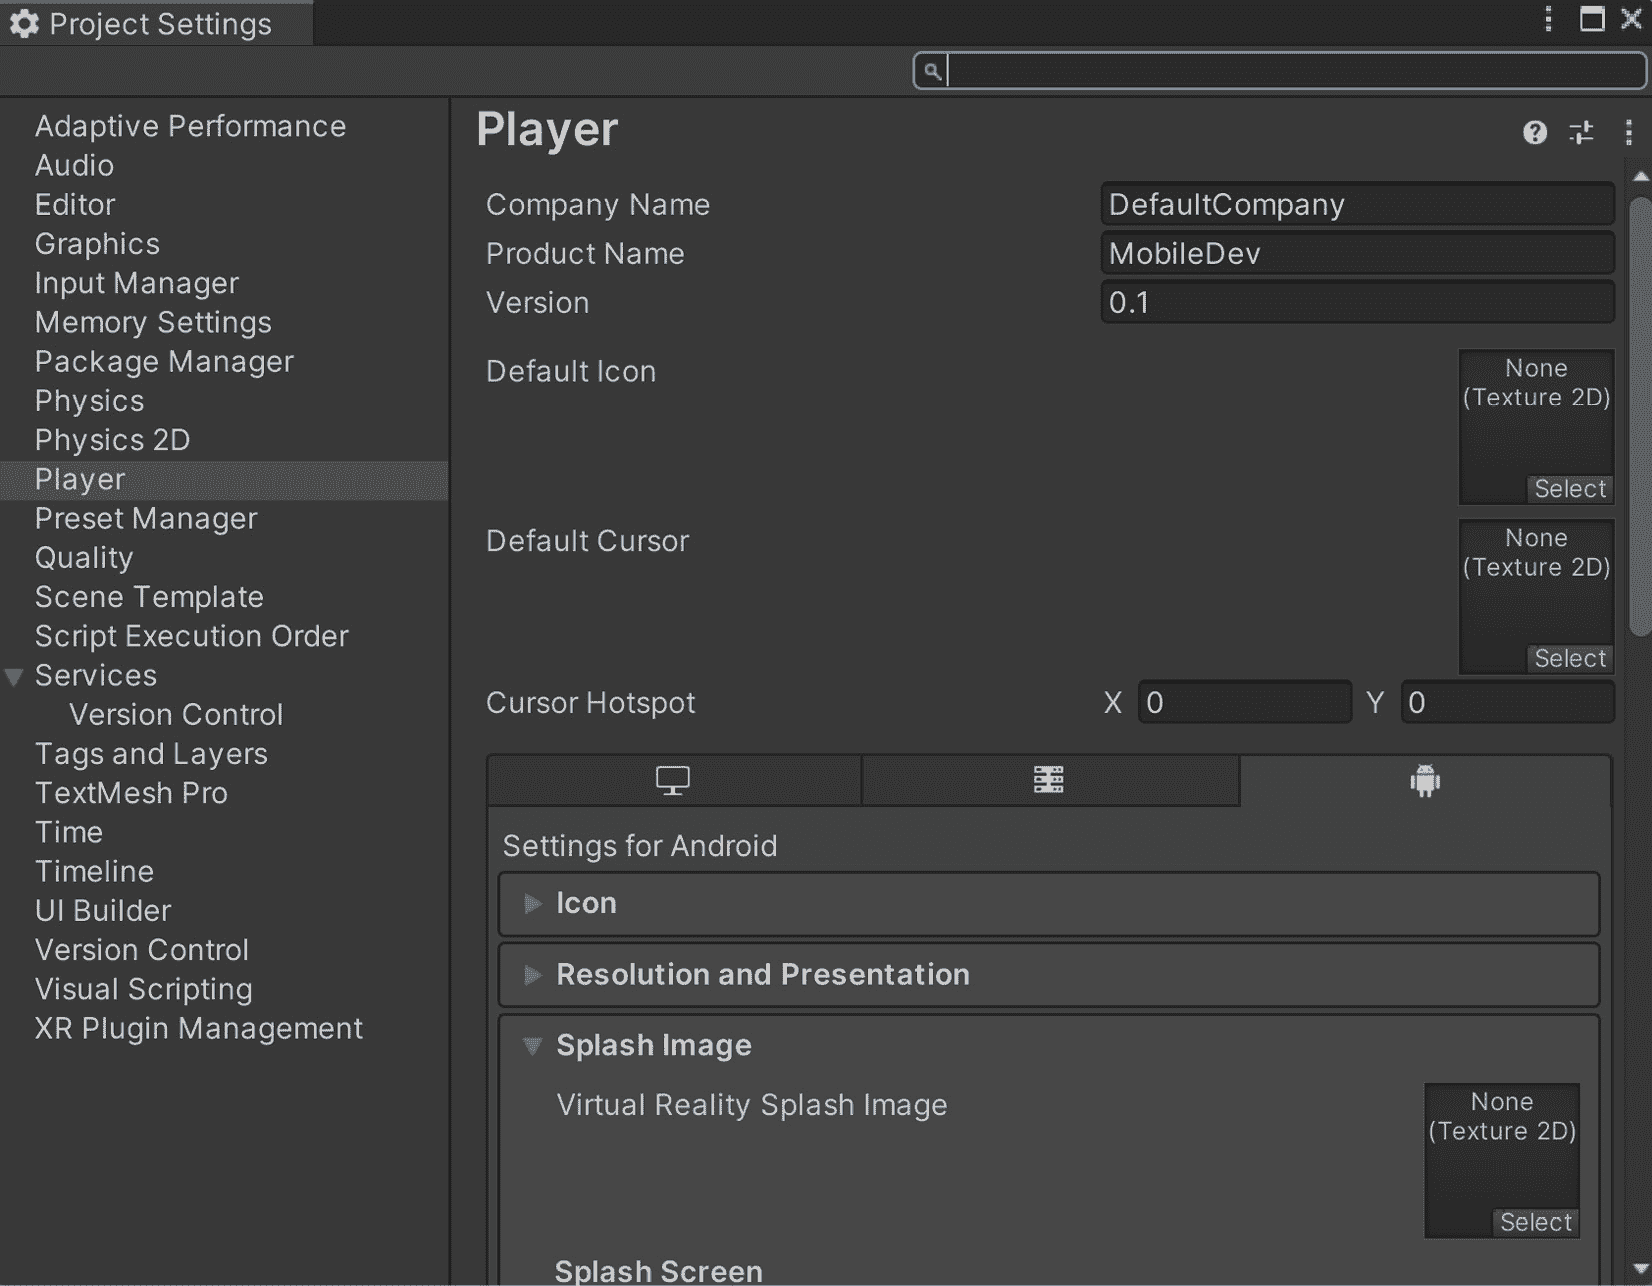 Project Settings
Adaptive Performance
Audio
Editor
Graphics
Input Manager
Memory Settings
Package Manager
Physics
Physics 2D
Player
Preset Manager
Quality
Scene Template
Script Execution Order
Services
Version Control
Tags and Layers
TextMesh Pro
Time
Timeline
UI Builder
Version Control
Visual Scripting
XR Plugin Management
Player
Company Name DefaultCompany
Product Name MobileDev
Version 0.1
Default Icon
None
(Texture 2D)
Select
Default Cursor
None
(Texture 2D)
Select
Cursor Hotspot X 0 Y 0
Settings for Android
Icon
Resolution and Presentation
Splash Image
Virtual Reality Splash Image
None
(Texture 2D)
Select
Splash Screen